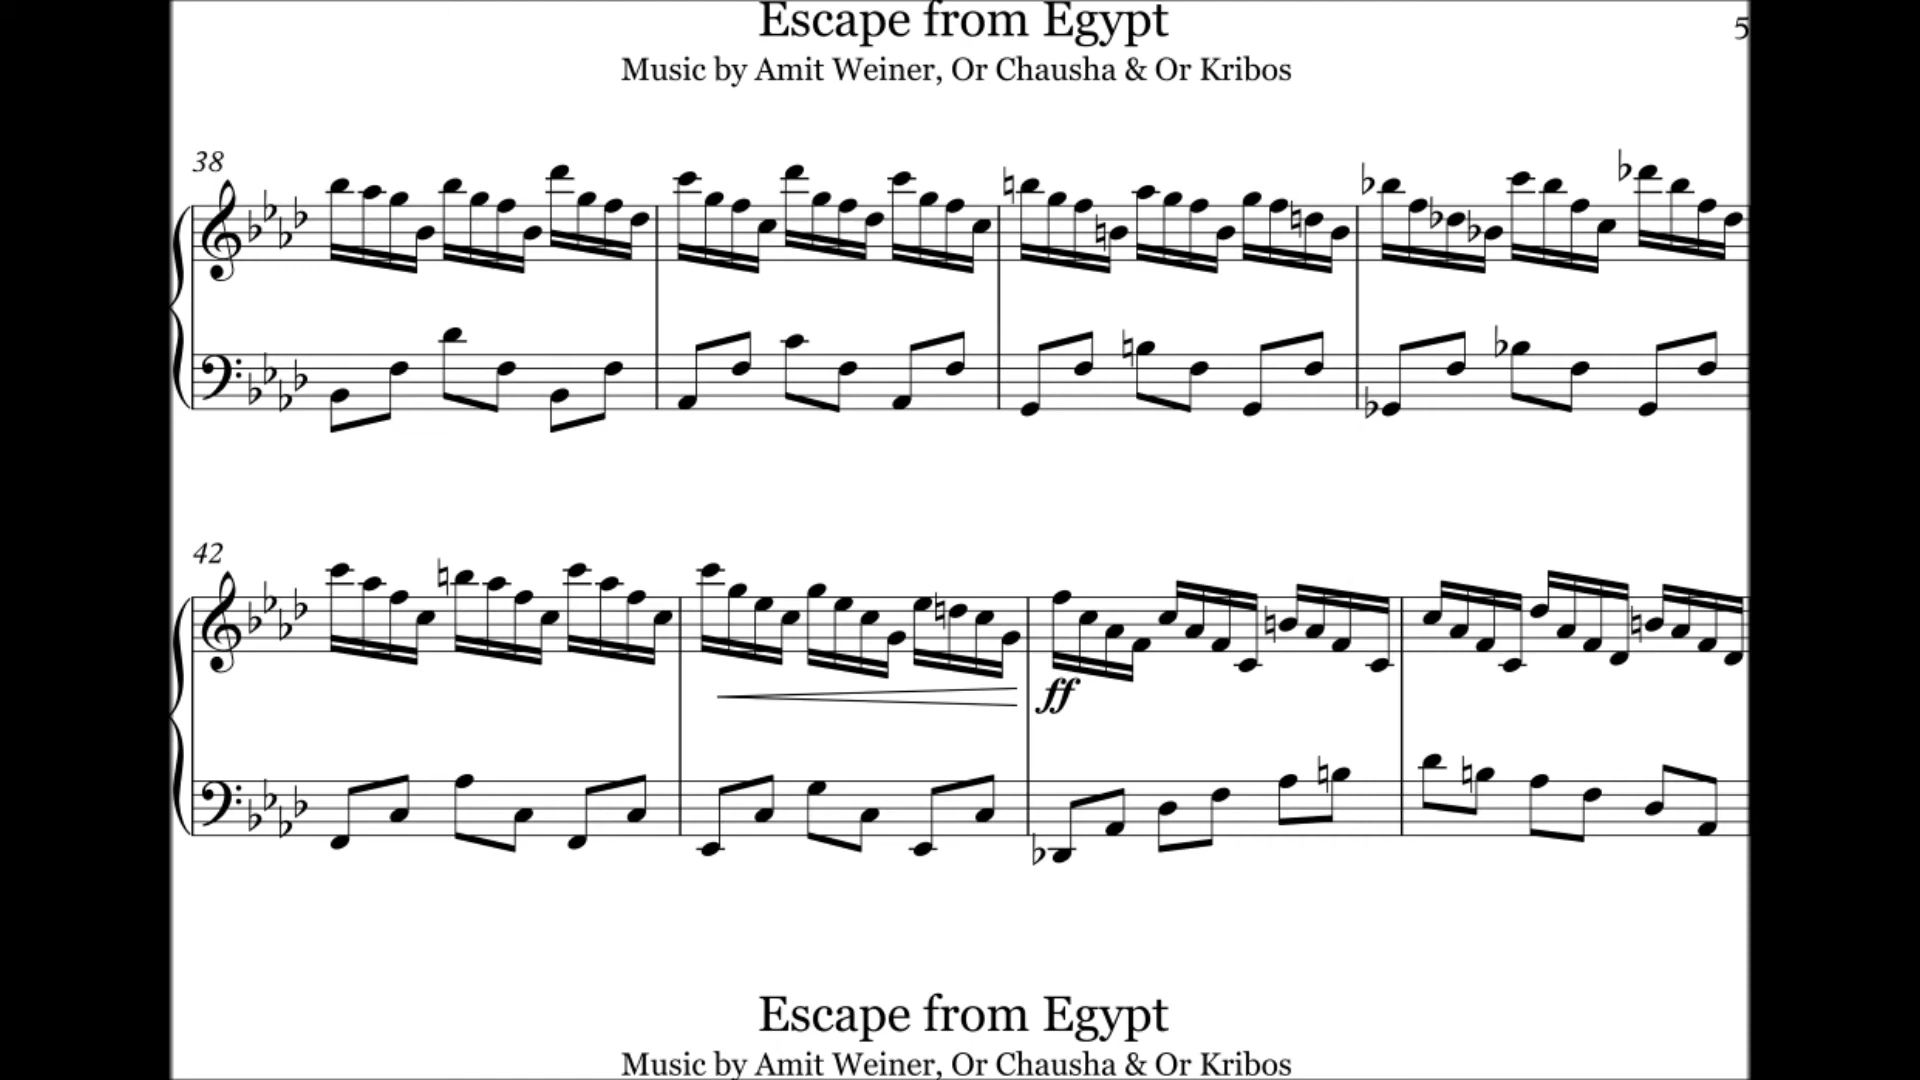 Escape from Egypt
5
Music by Amit Weiner, Or Chausha & Or Kribos
38
42
ff
Escape from Egypt
Music by Amit Weiner, Or Chausha & Or Kribos